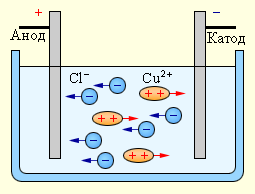 + −
Анод Катод
Cl⁻ Cu²⁺
− − + + −
+ + −
− + +
−